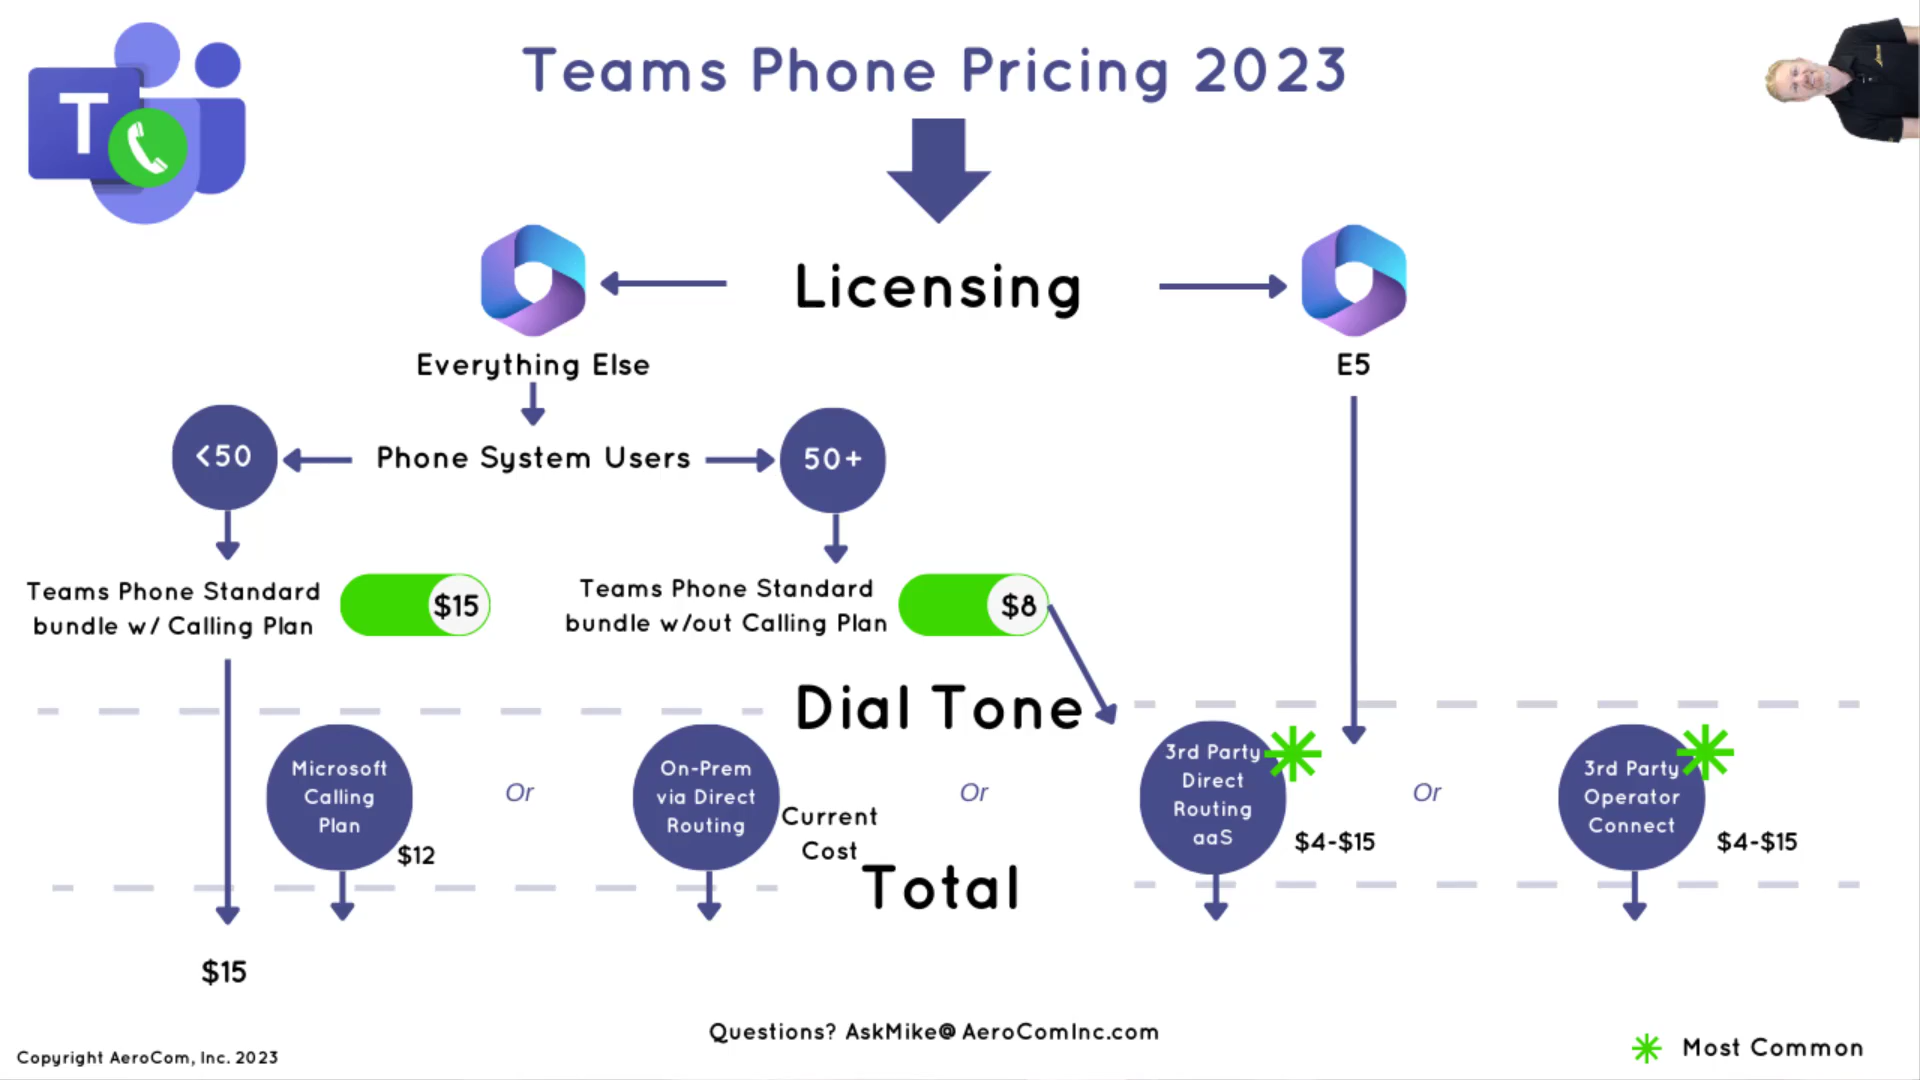 Teams Phone Pricing 2023
T
Licensing
Everything Else
E5
<50
Phone System Users
50+
Teams Phone Standard
bundle w/ Calling Plan
$15
Teams Phone Standard
bundle w/out Calling Plan
$8
Dial Tone
Microsoft
Calling
Plan
$12
Or
On-Prem
via Direct
Routing
Current
Cost
Or
3rd Party
Direct
Routing
aaS
$4-$15
Or
3rd Party
Operator
Connect
$4-$15
Total
$15
Questions? AskMike@AeroComInc.com
Copyright AeroCom, Inc. 2023
Most Common